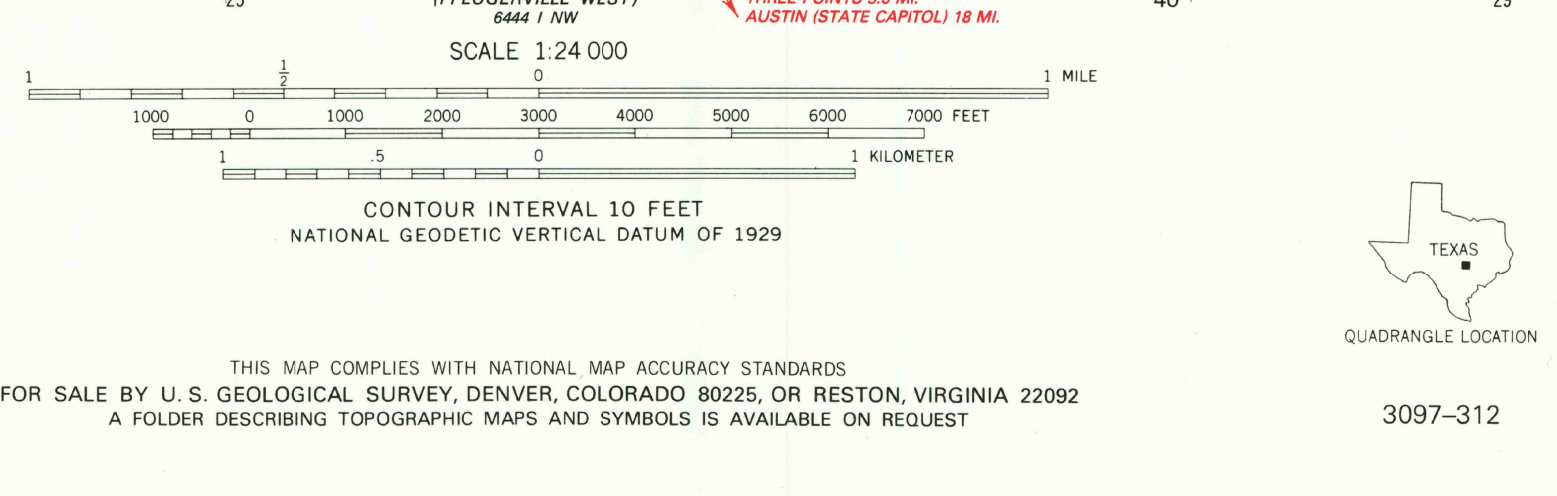 6444 I NW
AUSTIN (STATE CAPITOL) 18 MI.
SCALE 1:24 000
1 1/2 0 1 MILE
1000 0 1000 2000 3000 4000 5000 6000 7000 FEET
1 .5 0 1 KILOMETER
CONTOUR INTERVAL 10 FEET
NATIONAL GEODETIC VERTICAL DATUM OF 1929
TEXAS
QUADRANGLE LOCATION
THIS MAP COMPLIES WITH NATIONAL MAP ACCURACY STANDARDS
FOR SALE BY U. S. GEOLOGICAL SURVEY, DENVER, COLORADO 80225, OR RESTON, VIRGINIA 22092
A FOLDER DESCRIBING TOPOGRAPHIC MAPS AND SYMBOLS IS AVAILABLE ON REQUEST
3097–312